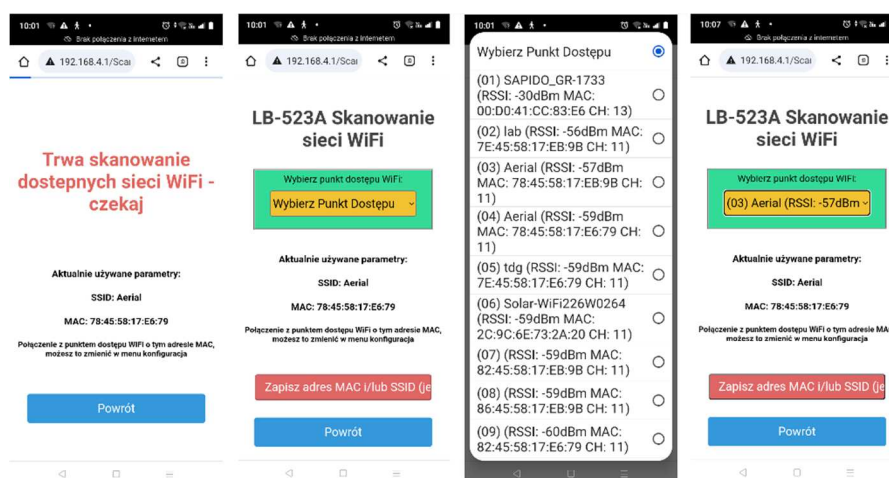 10:01
Brak połączenia z internetem
192.168.4.1/Scar
Trwa skanowanie
dostepnych sieci WiFi -
czekaj
Aktualnie używane parametry:
SSID: Aerial
MAC: 78:45:58:17:E6:79
Połączenie z punktem dostępu WiFi o tym adresie MAC,
możesz to zmienić w menu konfiguracja
Powrót
10:01
Brak połączenia z internetem
192.168.4.1/Scar
LB-523A Skanowanie
sieci WiFi
Wybierz punkt dostępu WiFi:
Wybierz Punkt Dostępu
Aktualnie używane parametry:
SSID: Aerial
MAC: 78:45:58:17:E6:79
Połączenie z punktem dostępu WiFi o tym adresie MAC,
możesz to zmienić w menu konfiguracja
Zapisz adres MAC i/lub SSID (je
Powrót
10:01
Wybierz Punkt Dostępu
(01) SAPIDO_GR-1733
(RSSI: -30dBm MAC:
00:D0:41:CC:83:E6 CH: 13)
(02) lab (RSSI: -56dBm MAC:
7E:45:58:17:EB:9B CH: 11)
(03) Aerial (RSSI: -57dBm
MAC: 78:45:58:17:EB:9B CH:
11)
(04) Aerial (RSSI: -59dBm
MAC: 78:45:58:17:E6:79 CH:
11)
(05) tdg (RSSI: -59dBm MAC:
7E:45:58:17:E6:79 CH: 11)
(06) Solar-WiFi226W0264
(RSSI: -59dBm MAC:
2C:9C:6E:73:2A:20 CH: 11)
(07) (RSSI: -59dBm MAC:
82:45:58:17:EB:9B CH: 11)
(08) (RSSI: -59dBm MAC:
86:45:58:17:EB:9B CH: 11)
(09) (RSSI: -60dBm MAC:
82:45:58:17:E6:79 CH: 11)
10:07
Brak połączenia z internetem
192.168.4.1/Scar
LB-523A Skanowanie
sieci WiFi
Wybierz punkt dostępu WiFi:
(03) Aerial (RSSI: -57dBm
Aktualnie używane parametry:
SSID: Aerial
MAC: 78:45:58:17:E6:79
Połączenie z punktem dostępu WiFi o tym adresie MAC
możesz to zmienić w menu konfiguracja
Zapisz adres MAC i/lub SSID (je
Powrót